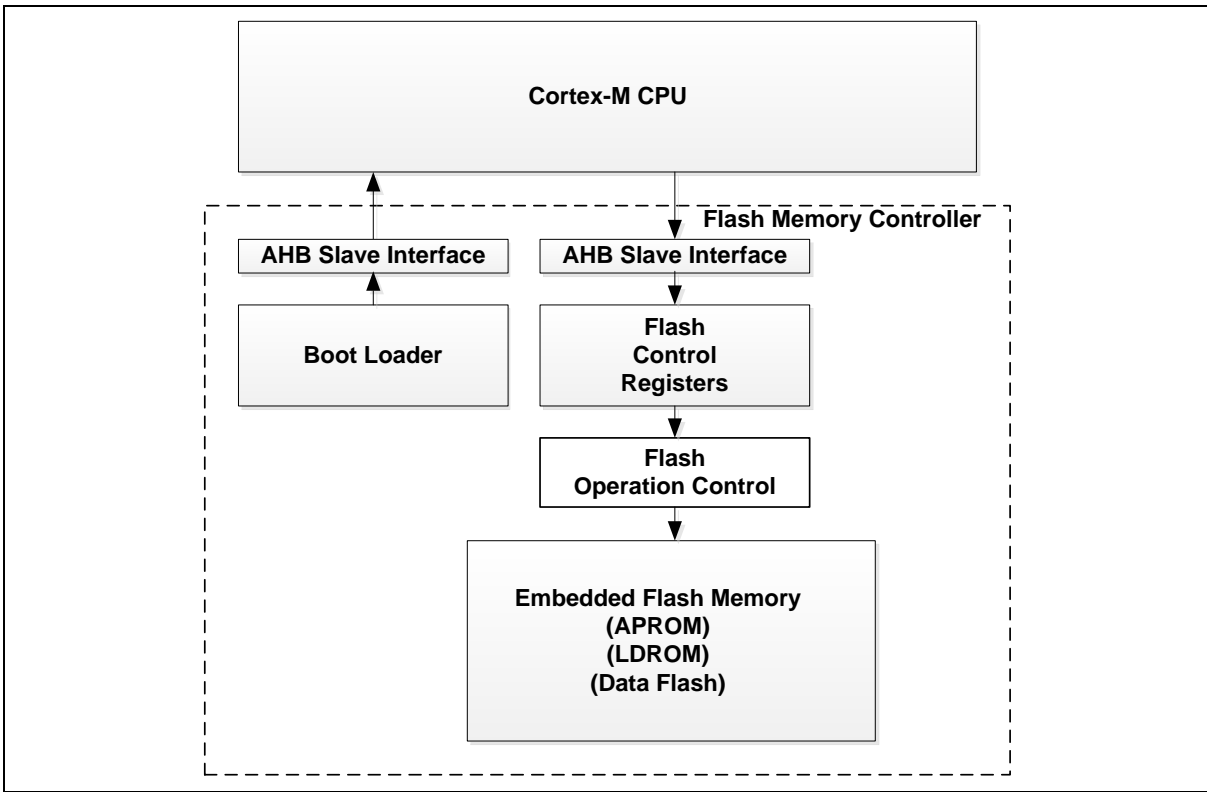 Cortex-M CPU
Flash Memory Controller
AHB Slave Interface
AHB Slave Interface
Boot Loader
Flash
Control
Registers
Flash
Operation Control
Embedded Flash Memory
(APROM)
(LDROM)
(Data Flash)